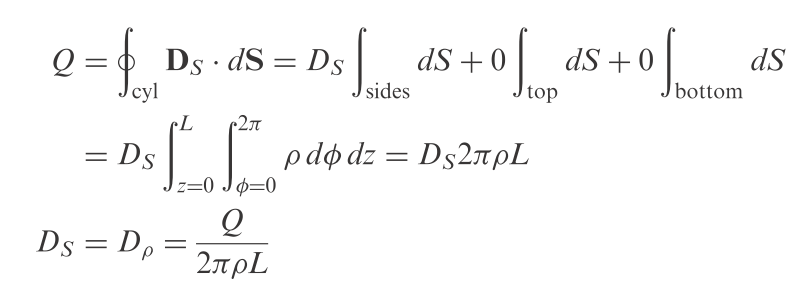 Q = ∮_cyl D_S · dS = D_S ∫_sides dS + 0 ∫_top dS + 0 ∫_bottom dS
= D_S ∫_{z=0}^{L} ∫_{ϕ=0}^{2π} ρ dϕ dz = D_S 2πρL
D_S = D_ρ = Q / 2πρL